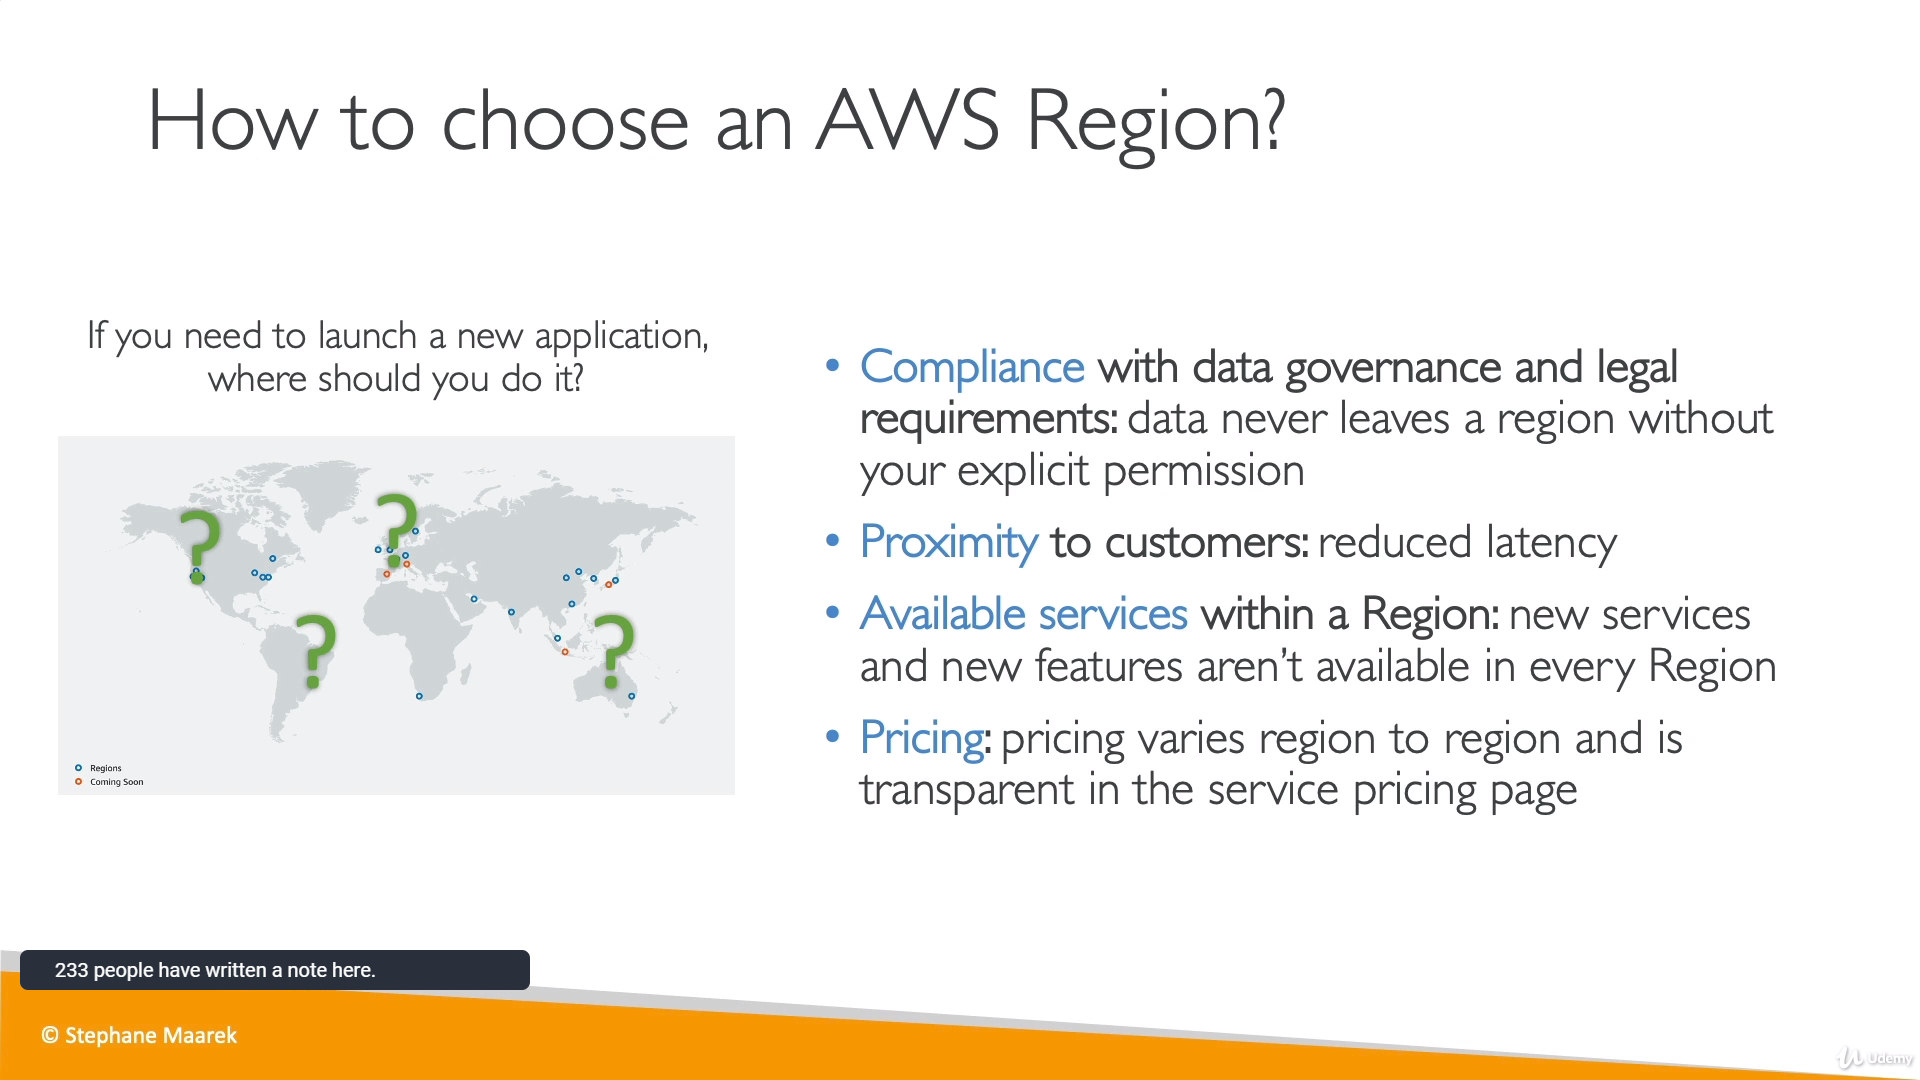 How to choose an AWS Region?
If you need to launch a new application,
where should you do it?
?
?
?
?
Regions
Coming Soon
• Compliance with data governance and legal
requirements: data never leaves a region without
your explicit permission
• Proximity to customers: reduced latency
• Available services within a Region: new services
and new features aren’t available in every Region
• Pricing: pricing varies region to region and is
transparent in the service pricing page
233 people have written a note here.
© Stephane Maarek
Udemy